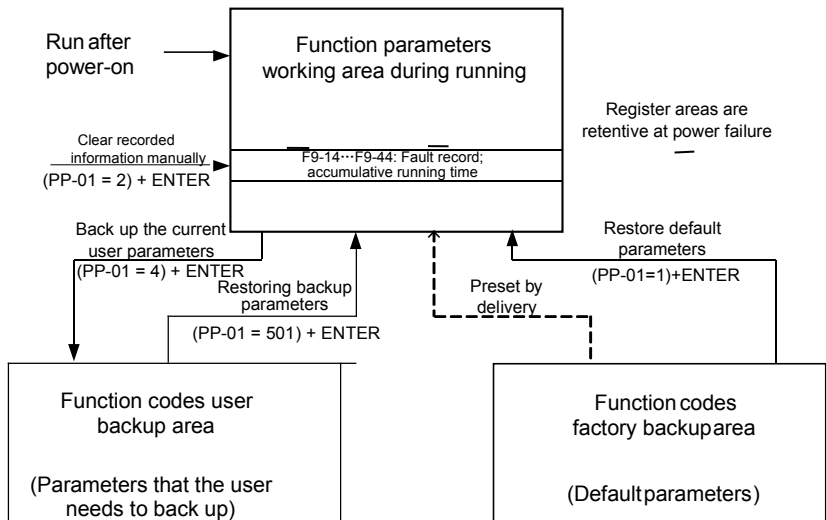 Run after
power-on
Function parameters
working area during running
Register areas are
retentive at power failure
Clear recorded
information manually
(PP-01 = 2) + ENTER
F9-14···F9-44: Fault record;
accumulative running time
Back up the current
user parameters
(PP-01 = 4) + ENTER
Restoring backup
parameters
(PP-01 = 501) + ENTER
Preset by
delivery
Restore default
parameters
(PP-01=1)+ENTER
Function codes user
backup area
(Parameters that the user
needs to back up)
Function codes
factory backup area
(Default parameters)